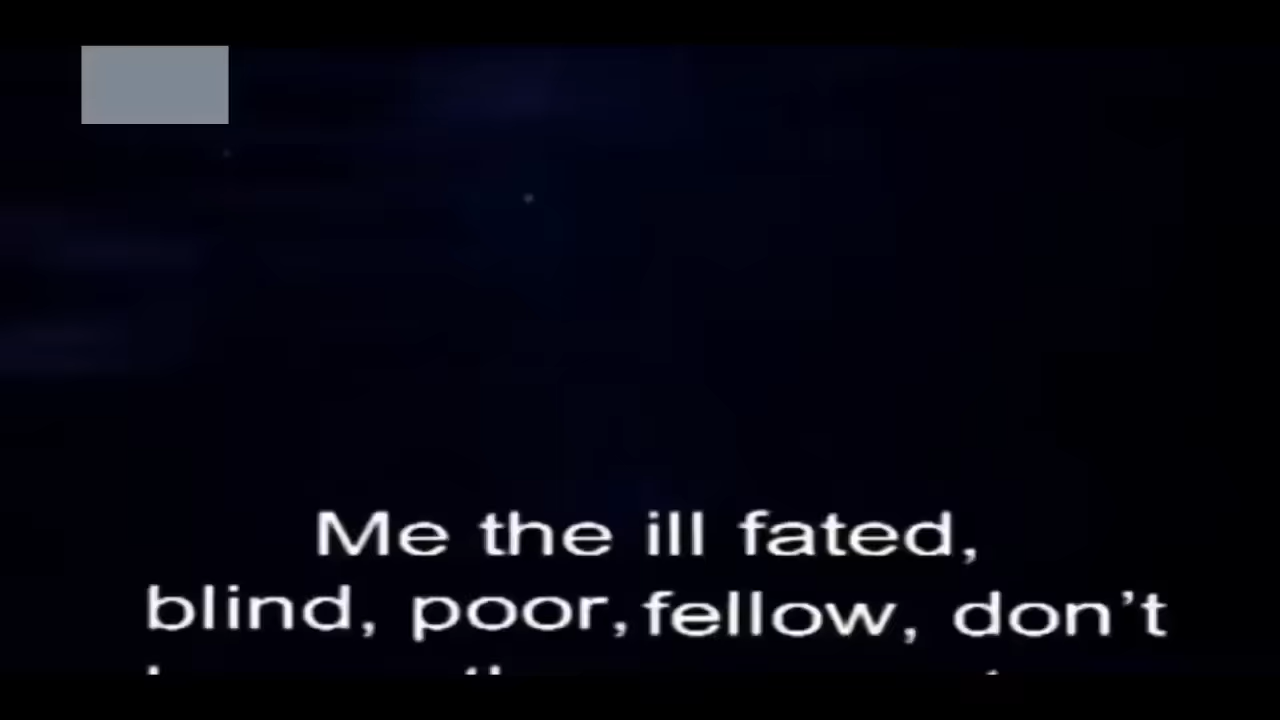 Me the ill fated,
blind, poor, fellow, don't